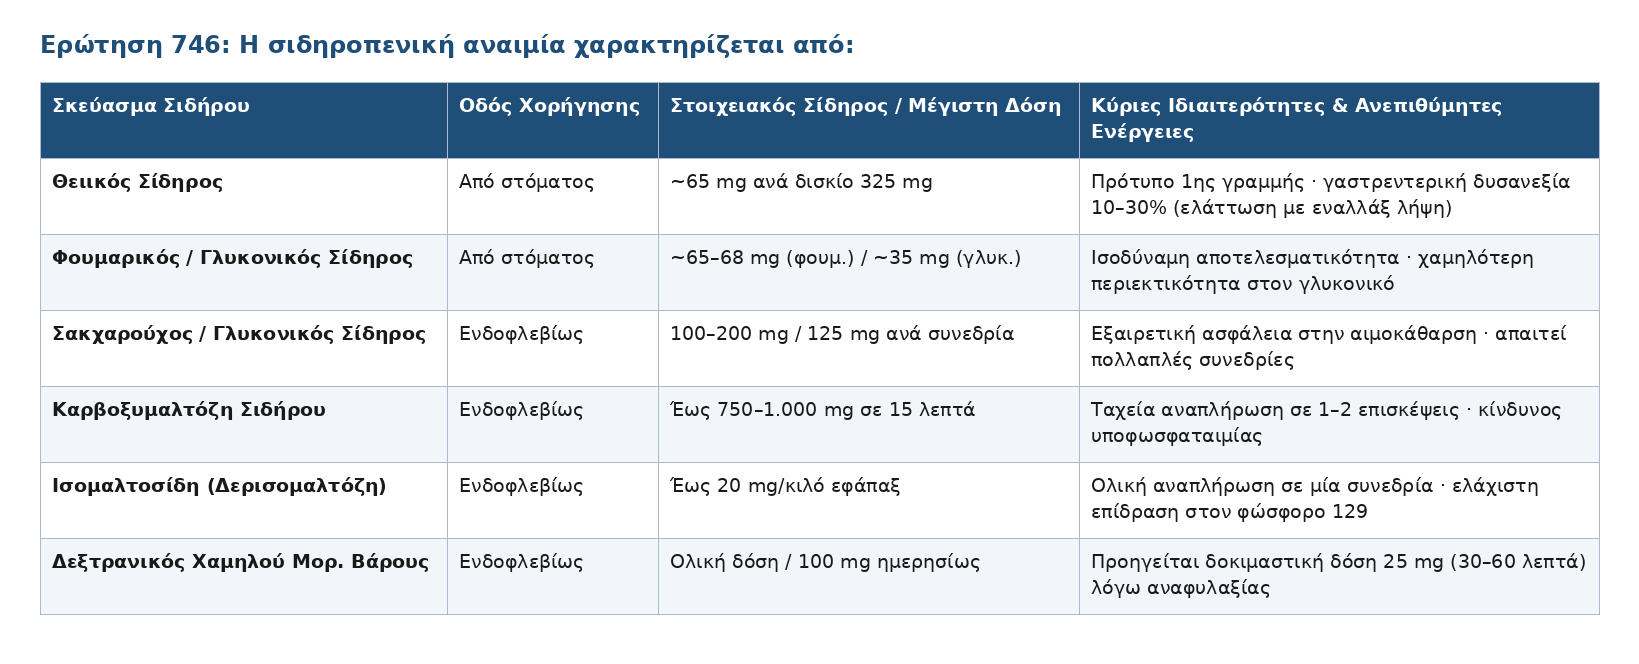 Ερώτηση 746: Η σιδηροπενική αναιμία χαρακτηρίζεται από:
Σκεύασμα Σιδήρου
Οδός Χορήγησης
Στοιχειακός Σίδηρος / Μέγιστη Δόση
Κύριες Ιδιαιτερότητες & Ανεπιθύμητες
Ενέργειες
Θειικός Σίδηρος
Από στόματος
~65 mg ανά δισκίο 325 mg
Πρότυπο 1ης γραμμής · γαστρεντερική δυσανεξία
10–30% (ελάττωση με εναλλάξ λήψη)
Φουμαρικός / Γλυκονικός Σίδηρος
Από στόματος
~65–68 mg (φουμ.) / ~35 mg (γλυκ.)
Ισοδύναμη αποτελεσματικότητα · χαμηλότερη
περιεκτικότητα στον γλυκονικό
Σακχαρούχος / Γλυκονικός Σίδηρος
Ενδοφλεβίως
100–200 mg / 125 mg ανά συνεδρία
Εξαιρετική ασφάλεια στην αιμοκάθαρση · απαιτεί
πολλαπλές συνεδρίες
Καρβοξυμαλτόζη Σιδήρου
Ενδοφλεβίως
Έως 750–1.000 mg σε 15 λεπτά
Ταχεία αναπλήρωση σε 1–2 επισκέψεις · κίνδυνος
υποφωσφαταιμίας
Ισομαλτοσίδη (Δερισομαλτόζη)
Ενδοφλεβίως
Έως 20 mg/κιλό εφάπαξ
Ολική αναπλήρωση σε μία συνεδρία · ελάχιστη
επίδραση στον φώσφορο 129
Δεξτρανικός Χαμηλού Μορ. Βάρους
Ενδοφλεβίως
Ολική δόση / 100 mg ημερησίως
Προηγείται δοκιμαστική δόση 25 mg (30–60 λεπτά)
λόγω αναφυλαξίας